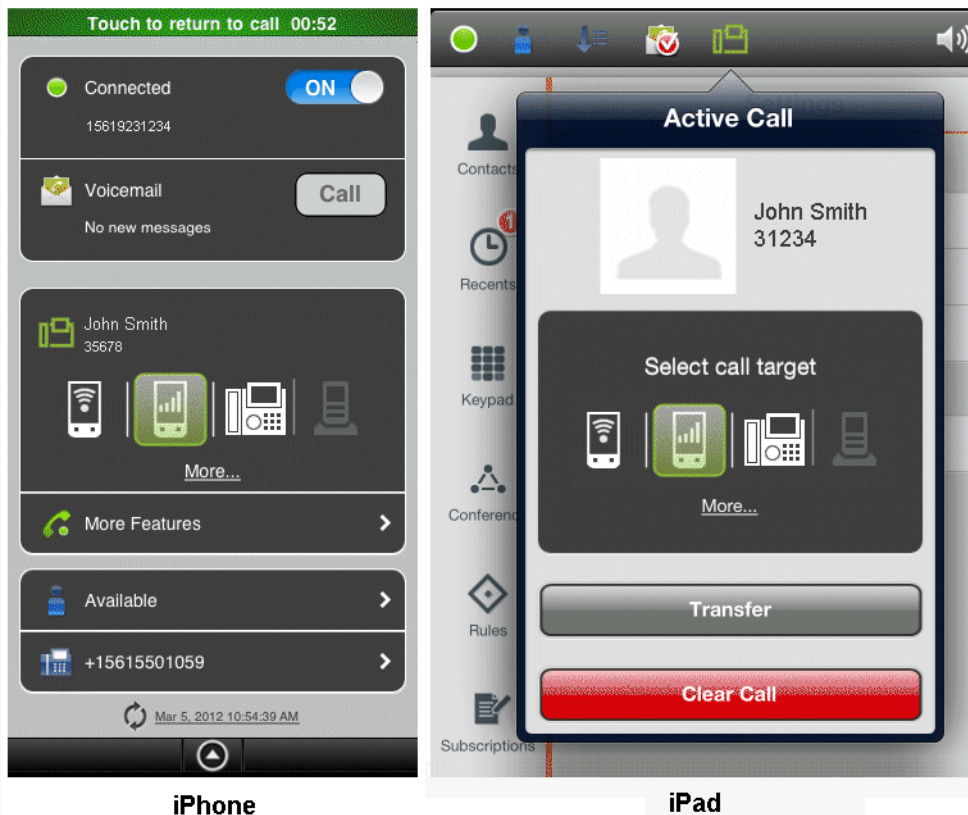 Touch to return to call 00:52
Connected
ON
15619231234
Voicemail
Call
No new messages
John Smith
35678
More...
More Features
Available
+15615501059
Mar 5, 2012 10:54:39 AM
iPhone
Active Call
Contacts
John Smith
31234
1
Recents
Select call target
Keypad
More...
Conferenc
Transfer
Rules
Clear Call
Subscriptions
iPad